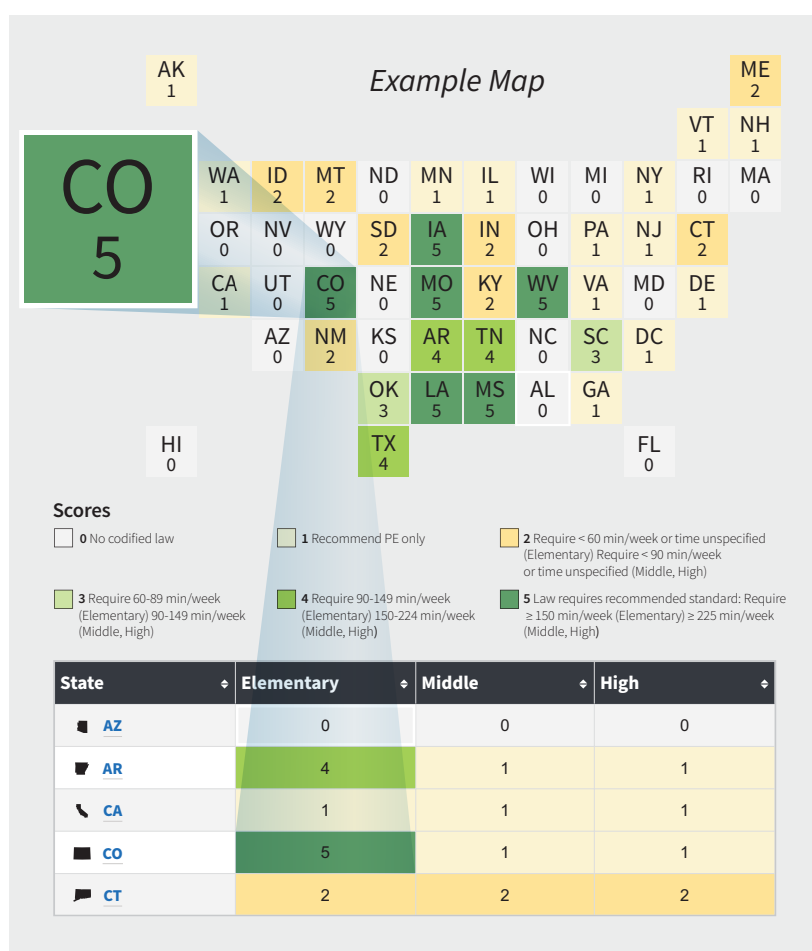 Example Map
AK
1
ME
2
VT NH
1 1
CO
5
WA ID MT ND MN IL WI MI NY RI MA
1 2 2 0 1 1 0 0 1 0 0
OR NV WY SD IA IN OH PA NJ CT
0 0 0 2 5 2 0 1 1 2
CA UT CO NE MO KY WV VA MD DE
1 0 5 0 5 2 5 1 0 1
AZ NM KS AR TN NC SC DC
0 2 0 4 4 0 3 1
OK LA MS AL GA
3 5 5 0 1
HI TX FL
0 4 0
Scores
0 No codified law
1 Recommend PE only
2 Require < 60 min/week or time unspecified
(Elementary) Require < 90 min/week
or time unspecified (Middle, High)
3 Require 60-89 min/week
(Elementary) 90-149 min/week
(Middle, High)
4 Require 90-149 min/week
(Elementary) 150-224 min/week
(Middle, High)
5 Law requires recommended standard: Require
≥ 150 min/week (Elementary) ≥ 225 min/week
(Middle, High)
State Elementary Middle High
AZ 0 0 0
AR 4 1 1
CA 1 1 1
CO 5 1 1
CT 2 2 2